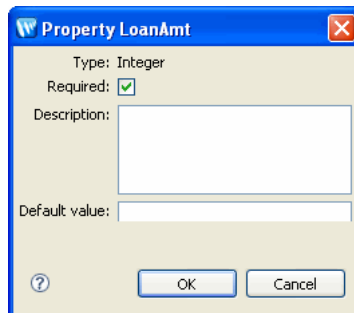 Property LoanAmt
Type: Integer
Required:
Description:
Default value:
?
OK
Cancel